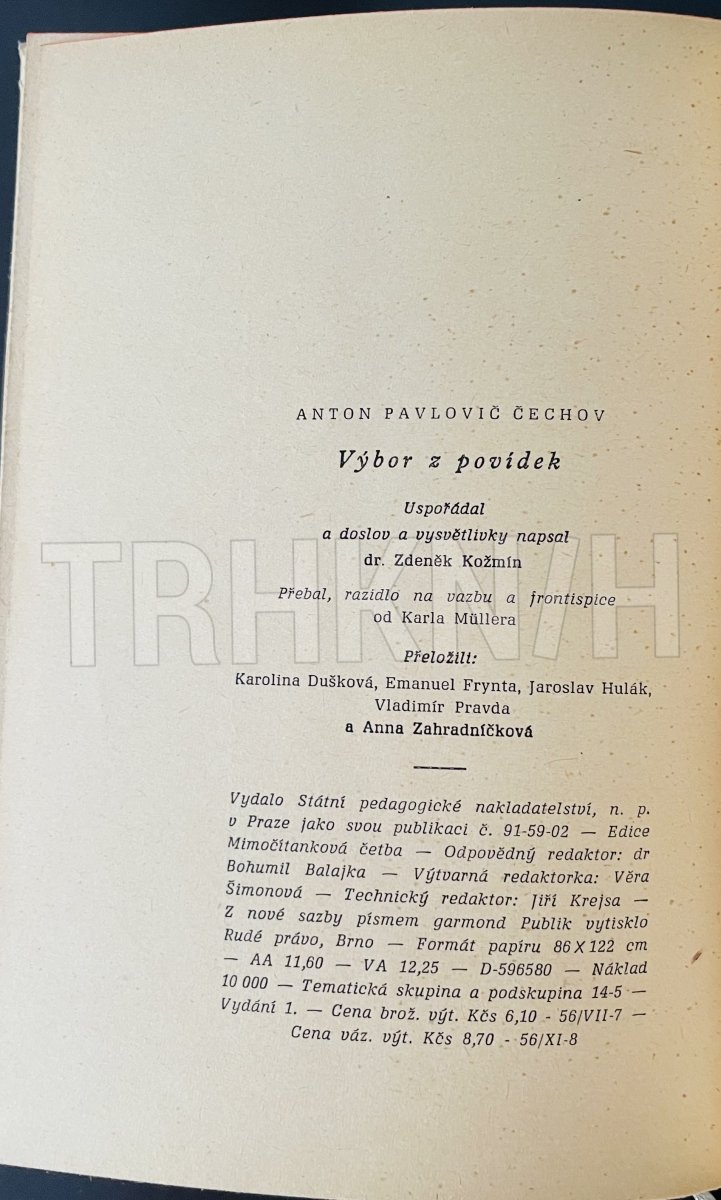 ANTON PAVLOVIČ ČECHOV
Výbor z povídek
Uspořádal
a doslov a vysvětlivky napsal
dr. Zdeněk Kožmín
Přebal, razidlo na vazbu a frontispice
od Karla Müllera
TRHKNIH
Přeložili:
Karolina Dušková, Emanuel Frynta, Jaroslav Hulák,
Vladimír Pravda
a Anna Zahradníčková
Vydalo Státní pedagogické nakladatelství, n. p.
v Praze jako svou publikaci č. 91-59-02 — Edice
Mimočítanková četba — Odpovědný redaktor: dr
Bohumil Balajka — Výtvarná redaktorka: Věra
Šimonová — Technický redaktor: Jiří Krejsa —
Z nové sazby písmem garmond Publik vytisklo
Rudé právo, Brno — Formát papíru 86 X 122 cm
— AA 11,60 — VA 12,25 — D-596580 — Náklad
10 000 — Tematická skupina a podskupina 14-5 —
Vydání 1. — Cena brož. výt. Kčs 6,10 - 56/VII-7 —
Cena váz. výt. Kčs 8,70 - 56/XI-8